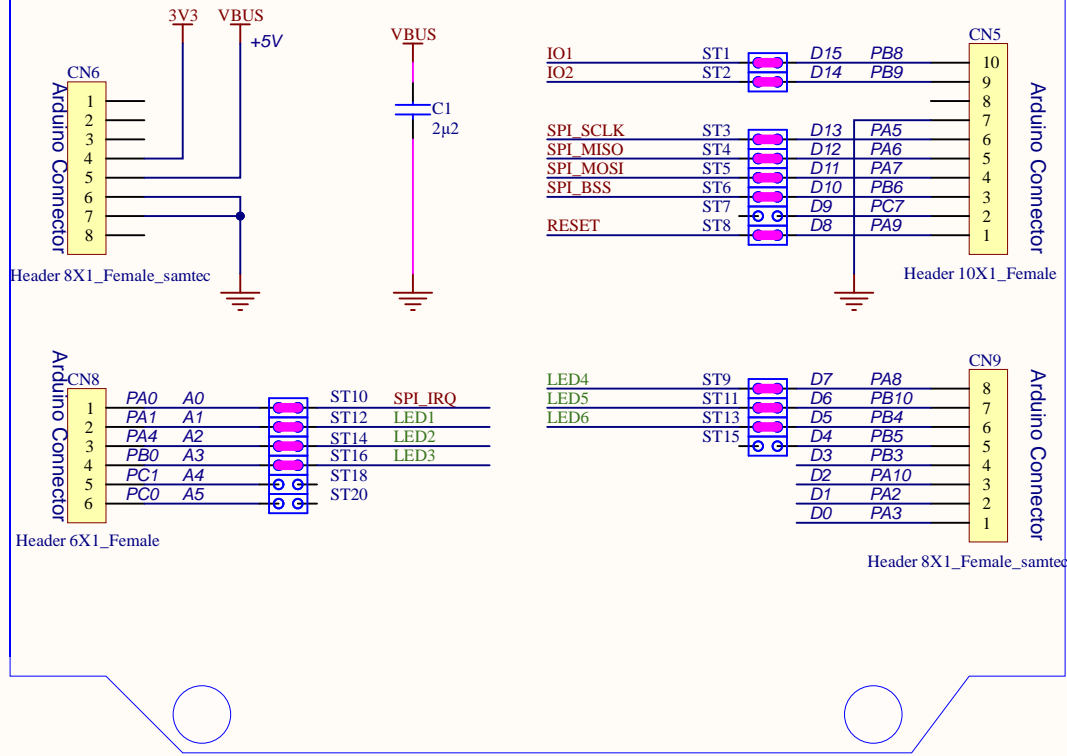 3V3 VBUS
+5V
VBUS
C1
2µ2
CN6
Arduino Connector
1
2
3
4
5
6
7
8
Header 8X1_Female_samtec
CN5
Arduino Connector
IO1 ST1 D15 PB8 10
IO2 ST2 D14 PB9 9
8
7
SPI_SCLK ST3 D13 PA5 6
SPI_MISO ST4 D12 PA6 5
SPI_MOSI ST5 D11 PA7 4
SPI_BSS ST6 D10 PB6 3
ST7 D9 PC7 2
RESET ST8 D8 PA9 1
Header 10X1_Female
CN8
Arduino Connector
1 PA0 A0 ST10 SPI_IRQ
2 PA1 A1 ST12 LED1
3 PA4 A2 ST14 LED2
4 PB0 A3 ST16 LED3
5 PC1 A4 ST18
6 PC0 A5 ST20
Header 6X1_Female
CN9
Arduino Connector
LED4 ST9 D7 PA8 8
LED5 ST11 D6 PB10 7
LED6 ST13 D5 PB4 6
ST15 D4 PB5 5
D3 PB3 4
D2 PA10 3
D1 PA2 2
D0 PA3 1
Header 8X1_Female_samtec